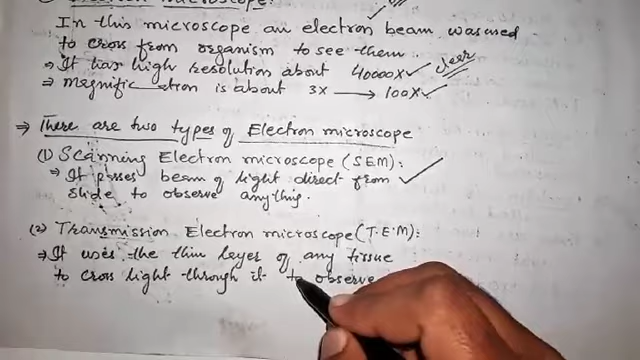 Electron microscope:
In this microscope an electron beam was used
to cross from organism to see them.
⇒ It has high resolution about 40000X ✓
⇒ megnification is about 3x → 100X ✓
⇒ There are two types of Electron microscope
(1) Scanning Electron microscope (S.E.M):
⇒ It passes beam of light direct from ✓
slide to observe anything.
(2) Transmission Electron microscope (T.E.M):
⇒ It uses the thin layer of any tissue
to cross light through it to observe